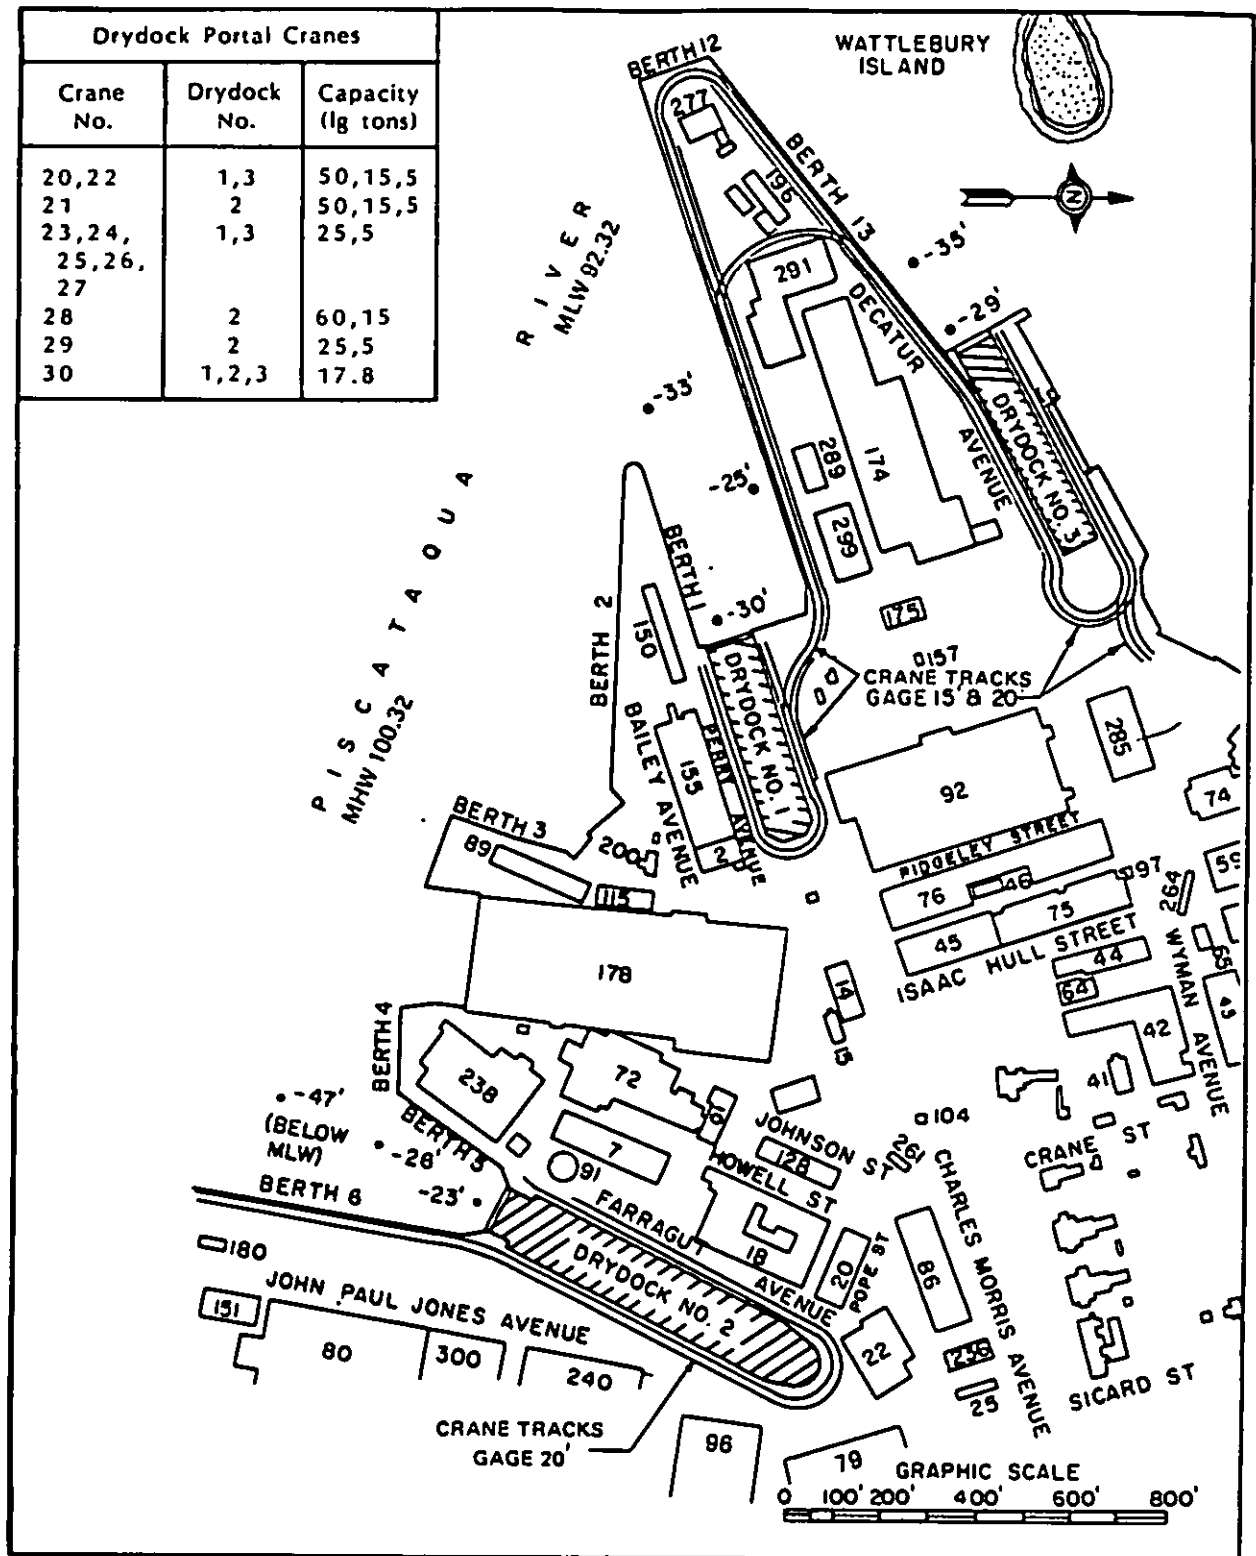 Drydock Portal Cranes
Crane No. Drydock No. Capacity (lg tons)
20,22 1,3 50,15,5
21 2 50,15,5
23,24, 1,3 25,5
25,26,
27
28 2 60,15
29 2 25,5
30 1,2,3 17.8
WATTLEBURY
ISLAND
N
BERTH 12
277
BERTH 13
196
-35'
RIVER
MLW 92.32
291
DECATUR AVENUE
-29'
DRYDOCK NO. 3
-33'
174
289
-25'
299
PISCATAQUA
MHW 100.32
BERTH 1
BERTH 2
-30'
150
175
157
CRANE TRACKS
GAGE 15' & 20'
DRYDOCK NO. 1
PERRY AVENUE
BAILEY AVENUE
155
285
92
74
BERTH 3
89
200
2
RIDGELEY STREET
76
46
97
59
264
115
75
45
ISAAC HULL STREET
44
WYMAN AVENUE
65
178
14
64
42
15
BERTH 4
238
72
41
-47'
(BELOW
MLW)
BERTH 5
-26'
104
JOHNSON ST
128
261
CRANE ST
7
91
HOWELL ST
BERTH 6
-23'
FARRAGUT AVENUE
18
20
POPE ST
86
CHARLES MORRIS AVENUE
180
DRYDOCK NO. 2
JOHN PAUL JONES AVENUE
151
80
300
240
22
236
25
SICARD ST
CRANE TRACKS
GAGE 20'
96
79
GRAPHIC SCALE
0 100' 200' 400' 600' 800'